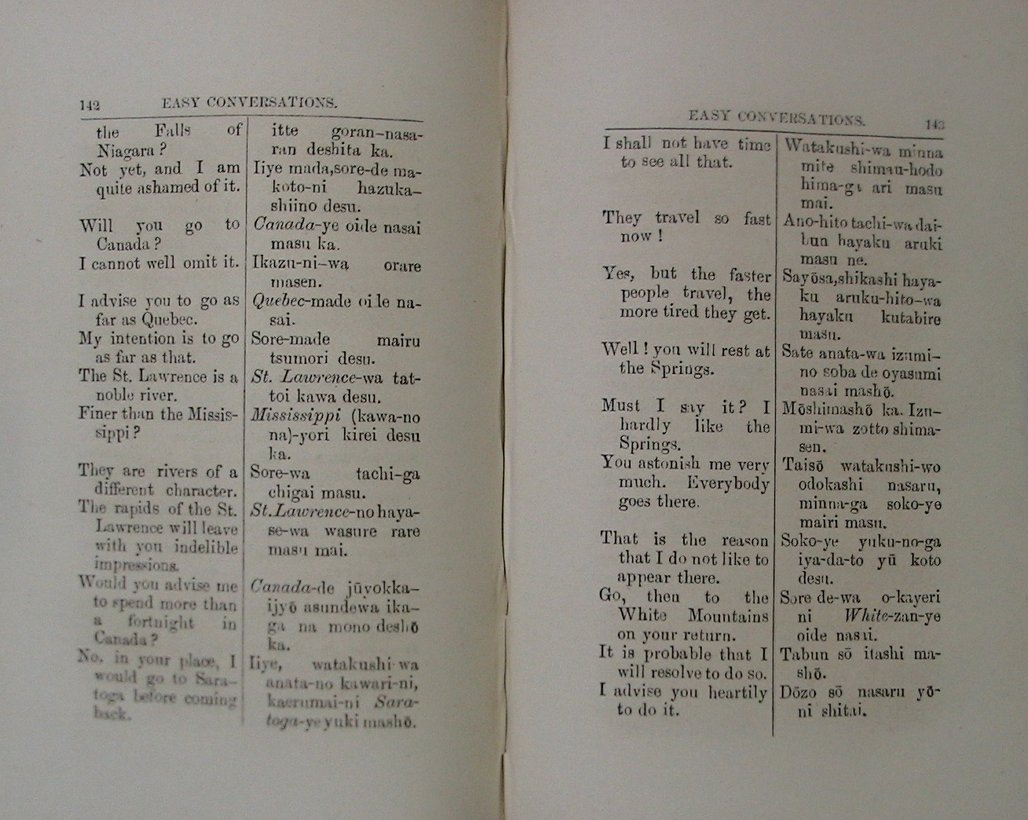 142 EASY CONVERSATIONS.
the Falls of
Niagara ?
Not yet, and I am
quite ashamed of it.
Will you go to
Canada ?
I cannot well omit it.
I advise you to go as
far as Quebec.
My intention is to go
as far as that.
The St. Lawrence is a
noble river.
Finer than the Missis-
sippi ?
They are rivers of a
different character.
The rapids of the St.
Lawrence will leave
with you indelible
impressions.
Would you advise me
to spend more than
a fortnight in
Canada ?
No, in your place, I
would go to Sara-
toga before coming
back.
itte goran-nasa-
ran deshita ka.
Iiye mada,sore-de ma-
koto-ni hazuka-
shiino desu.
Canada-ye oide nasai
masu ka.
Ikazu-ni-wa orare
masen.
Quebec-made oide na-
sai.
Sore-made mairu
tsumori desu.
St. Lawrence-wa tat-
toi kawa desu.
Mississippi (kawa-no
na)-yori kirei desu
ka.
Sore-wa tachi-ga
chigai masu.
St.Lawrence-no haya-
se-wa wasure rare
masu mai.
Canada-de jūyokka-
ijyō asundewa ika-
ga na mono deshō
ka.
Iiye, watakushi-wa
anata-no kawari-ni,
kaerumai-ni Sara-
toga-ye yuki mashō.
EASY CONVERSATIONS. 143
I shall not have time
to see all that.
They travel so fast
now !
Yes, but the faster
people travel, the
more tired they get.
Well ! you will rest at
the Springs.
Must I say it ? I
hardly like the
Springs.
You astonish me very
much. Everybody
goes there.
That is the reason
that I do not like to
appear there.
Go, then to the
White Mountains
on your return.
It is probable that I
will resolve to do so.
I advise you heartily
to do it.
Watakushi-wa minna
mite shimau-hodo
hima-ga ari masu
mai.
Ano-hito tachi-wa dai-
bun hayaku aruki
masu ne.
Sayōsa,shikashi haya-
ku aruku-hito-wa
hayaku kutabire
masu.
Sate anata-wa izumi-
no soba de oyasumi
nasai mashō.
Mōshimashō ka. Izu-
mi-wa zotto shima-
sen.
Taisō watakushi-wo
odokashi nasaru,
minna-ga soko-ye
mairi masu.
Soko-ye yuku-no-ga
iya-da-to yū koto
desu.
Sore de-wa o-kayeri
ni White-zan-ye
oide nasai.
Tabun sō itashi ma-
shō.
Dōzo sō nasaru yō-
ni shitai.